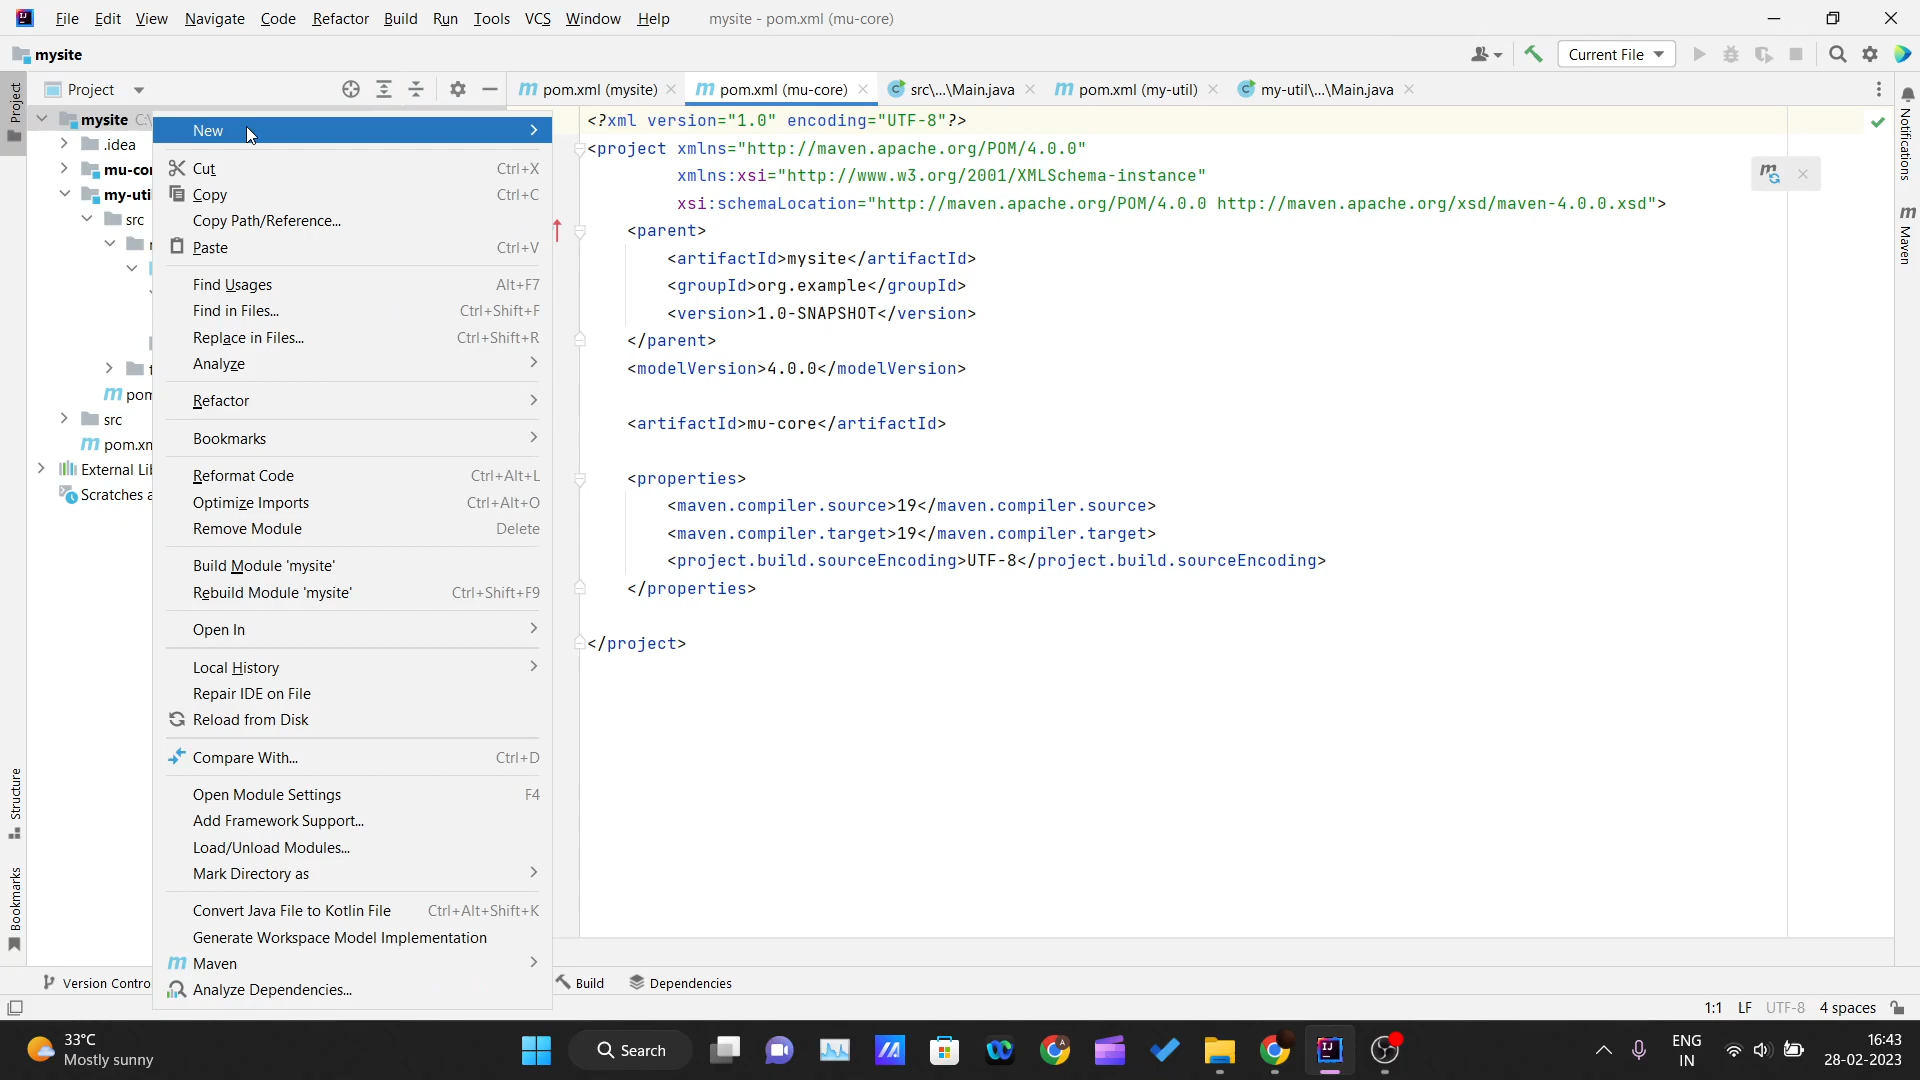 File Edit View Navigate Code Refactor Build Run Tools VCS Window Help mysite - pom.xml (mu-core)
mysite Current File
Project
pom.xml (mysite) pom.xml (mu-core) src\...\Main.java pom.xml (my-util) my-util\...\Main.java
Project
Notifications
Maven
Structure
Bookmarks
mysite
.idea
src
src
New
Cut Ctrl+X
Copy Ctrl+C
Copy Path/Reference...
Paste Ctrl+V
Find Usages Alt+F7
Find in Files... Ctrl+Shift+F
Replace in Files... Ctrl+Shift+R
Analyze
Refactor
Bookmarks
Reformat Code Ctrl+Alt+L
Optimize Imports Ctrl+Alt+O
Remove Module Delete
Build Module 'mysite'
Rebuild Module 'mysite' Ctrl+Shift+F9
Open In
Local History
Repair IDE on File
Reload from Disk
Compare With... Ctrl+D
Open Module Settings F4
Add Framework Support...
Load/Unload Modules...
Mark Directory as
Convert Java File to Kotlin File Ctrl+Alt+Shift+K
Generate Workspace Model Implementation
Maven
Analyze Dependencies...
<?xml version="1.0" encoding="UTF-8"?>
<project xmlns="http://maven.apache.org/POM/4.0.0"
xmlns:xsi="http://www.w3.org/2001/XMLSchema-instance"
xsi:schemaLocation="http://maven.apache.org/POM/4.0.0 http://maven.apache.org/xsd/maven-4.0.0.xsd">
<parent>
<artifactId>mysite</artifactId>
<groupId>org.example</groupId>
<version>1.0-SNAPSHOT</version>
</parent>
<modelVersion>4.0.0</modelVersion>
<artifactId>mu-core</artifactId>
<properties>
<maven.compiler.source>19</maven.compiler.source>
<maven.compiler.target>19</maven.compiler.target>
<project.build.sourceEncoding>UTF-8</project.build.sourceEncoding>
</properties>
</project>
External Lib
Scratches a
Version Contro Build Dependencies
1:1 LF UTF-8 4 spaces
33°C
Mostly sunny
Search
ENG
IN
16:43
28-02-2023